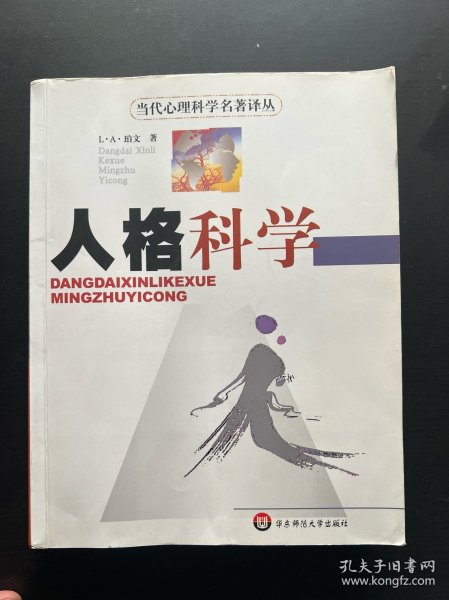 当代心理科学名著译丛
L·A·珀文 著
Dangdai Xinli
Kexue
Mingzhu
Yicong
人格科学
DANGDAIXINLIKEXUE
MINGZHUYICONG
华东师范大学出版社
孔夫子旧书网
www.kongfz.com